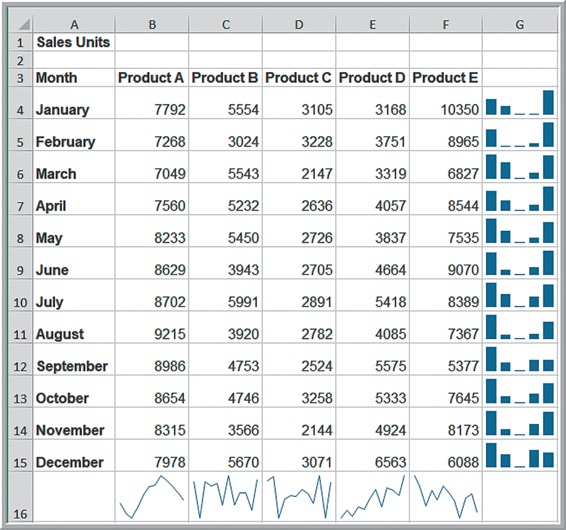 A B C D E F G
1 Sales Units
2
3 Month Product A Product B Product C Product D Product E
4 January 7792 5554 3105 3168 10350
5 February 7268 3024 3228 3751 8965
6 March 7049 5543 2147 3319 6827
7 April 7560 5232 2636 4057 8544
8 May 8233 5450 2726 3837 7535
9 June 8629 3943 2705 4664 9070
10 July 8702 5991 2891 5418 8389
11 August 9215 3920 2782 4085 7367
12 September 8986 4753 2524 5575 5377
13 October 8654 4746 3258 5333 7645
14 November 8315 3566 2144 4924 8173
15 December 7978 5670 3071 6563 6088
16